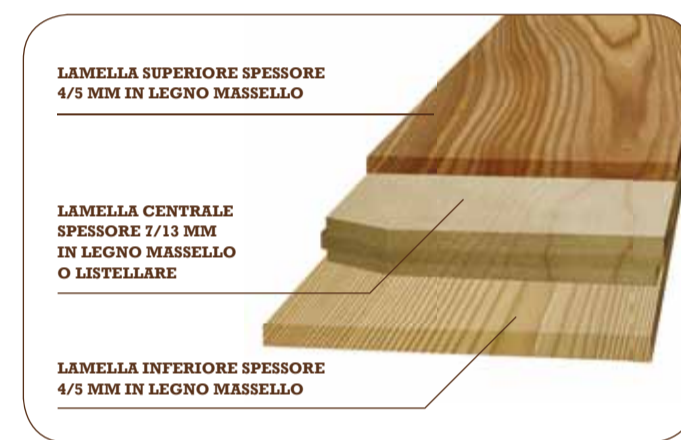 LAMELLA SUPERIORE SPESSORE
4/5 MM IN LEGNO MASSELLO
LAMELLA CENTRALE
SPESSORE 7/13 MM
IN LEGNO MASSELLO
O LISTELLARE
LAMELLA INFERIORE SPESSORE
4/5 MM IN LEGNO MASSELLO